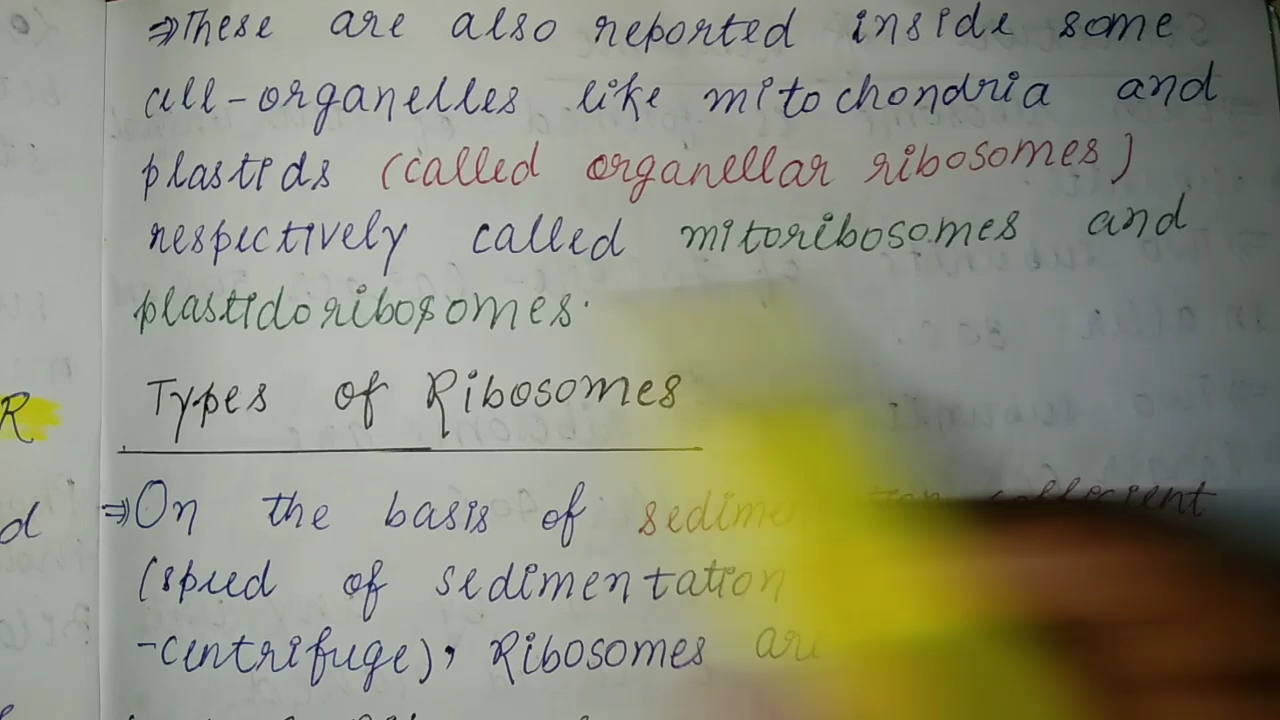 ⇒These are also reported inside some
cell-organelles like mitochondria and
plastids (called organellar ribosomes)
respectively called mitoribosomes and
plastidoribosomes.
Types of Ribosomes
R
⇒On the basis of coefficient
d
(speed of sedimentation
-centrifuge), Ribosomes are